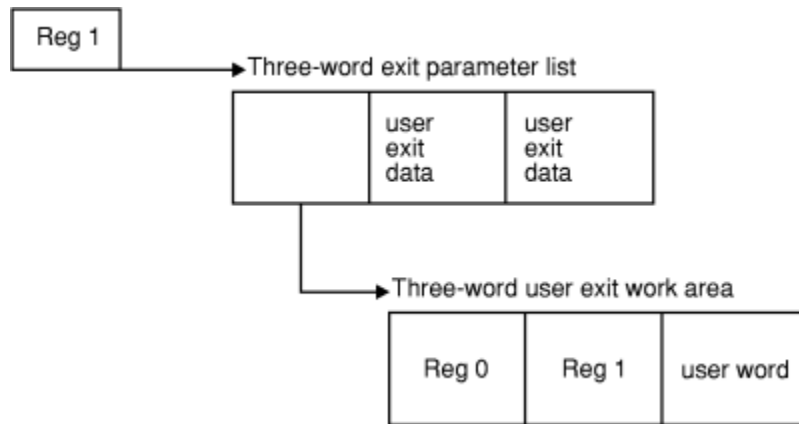 Reg 1
Three-word exit parameter list
user
exit
data
user
exit
data
Three-word user exit work area
Reg 0
Reg 1
user word